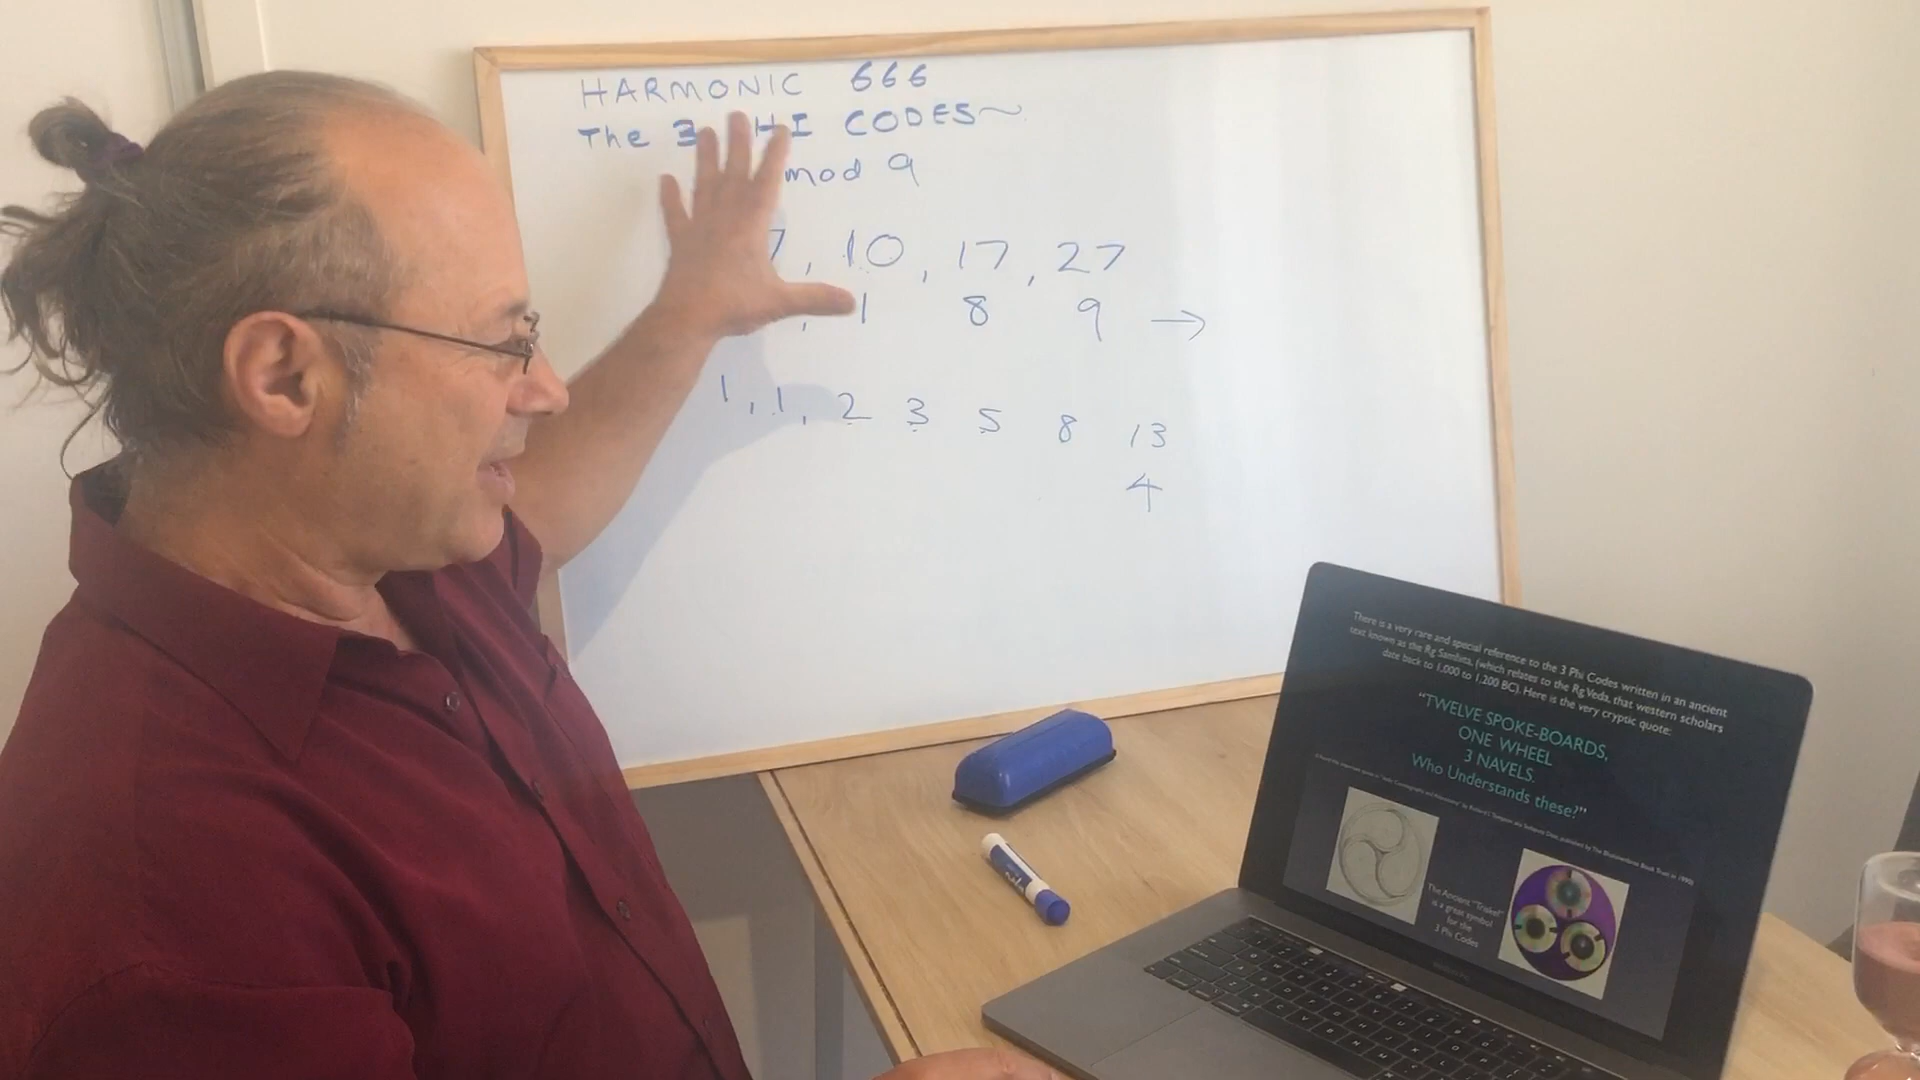 HARMONIC 666
The 3 HI CODES~
mod 9
7, 10, 17, 27
, 1 8 9 →
1, 1, 2 3 5 8 13
4
There is a very rare and special reference to the 3 Phi Codes written in an ancient
text known as the Rg Samhita, (which relates to the Rg Veda, that western scholars
date back to 1,000 to 1,200 BC). Here is the very cryptic quote:
"TWELVE SPOKE-BOARDS,
ONE WHEEL
3 NAVELS.
Who Understands these?"
The Ancient "Triskel"
is a great symbol
for the
3 Phi Codes